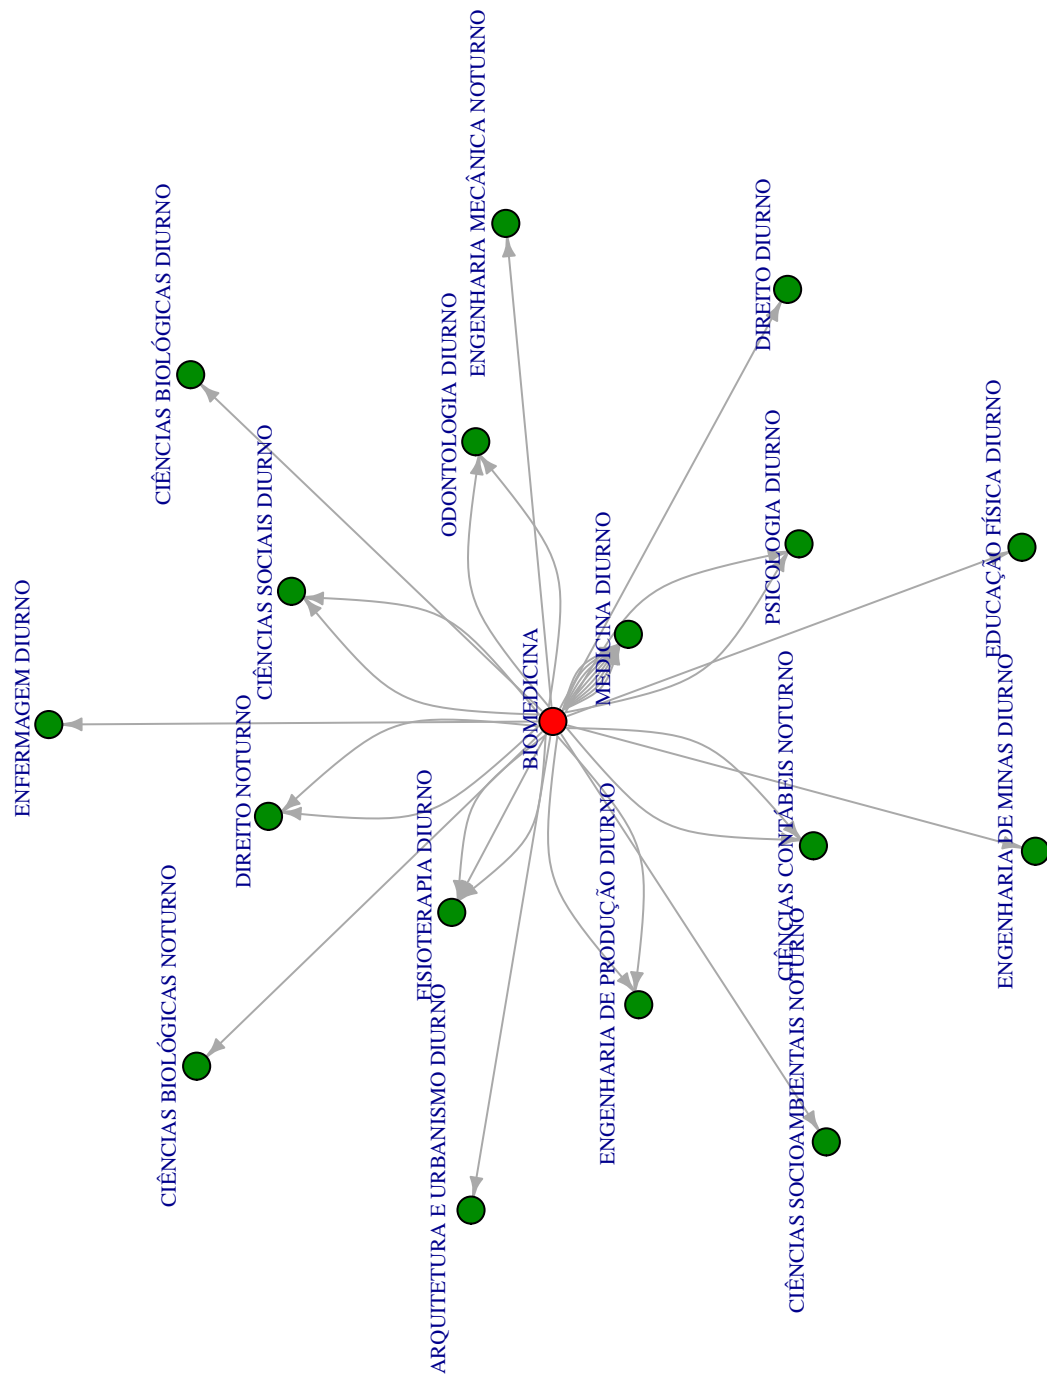 ENGENHARIA MECÂNICA NOTURNO
DIREITO DIURNO
CIÊNCIAS BIOLÓGICAS DIURNO
ODONTOLOGIA DIURNO
EDUCAÇÃO FÍSICA DIURNO
PSICOLOGIA DIURNO
CIÊNCIAS SOCIAIS DIURNO
MEDICINA DIURNO
ENFERMAGEM DIURNO
BIOMEDICINA
CIÊNCIAS CONTÁBEIS NOTURNO
ENGENHARIA DE MINAS DIURNO
DIREITO NOTURNO
FISIOTERAPIA DIURNO
ENGENHARIA DE PRODUÇÃO DIURNO
CIÊNCIAS BIOLÓGICAS NOTURNO
CIÊNCIAS SOCIOAMBIENTAIS NOTURNO
ARQUITETURA E URBANISMO DIURNO